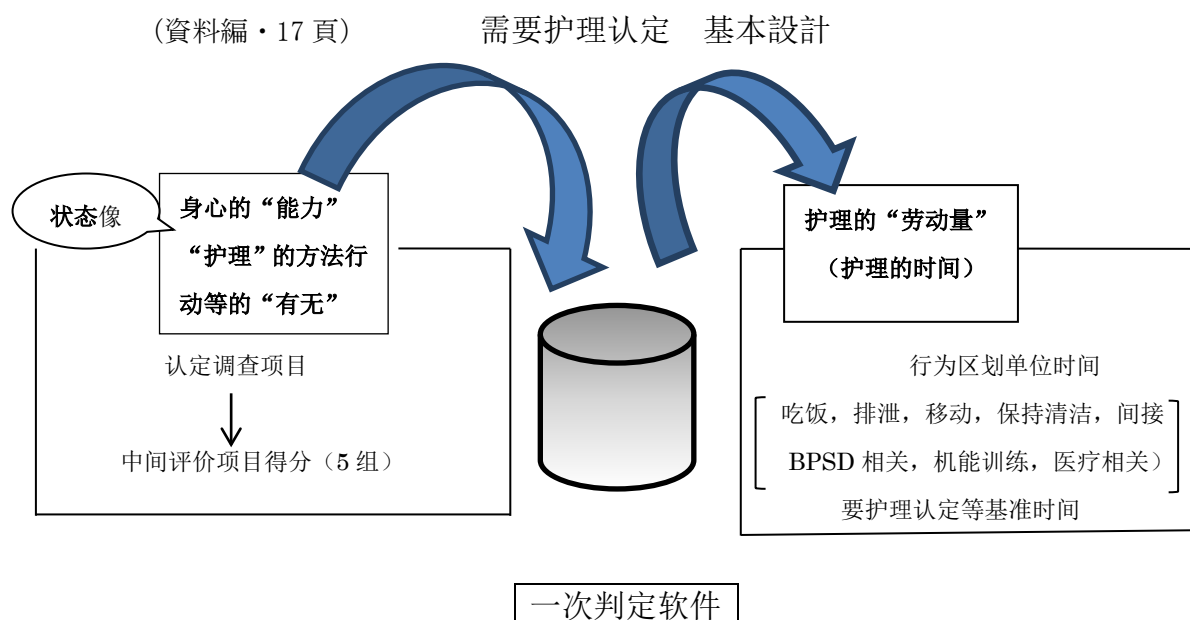 (資料編・17 頁)
需要护理认定 基本設計
状态像
身心的“能力”
“护理”的方法行
动等的“有无”
认定调查项目
中间评价项目得分（5 组）
护理的“劳动量”
（护理的时间）
行为区划单位时间
吃饭，排泄，移动，保持清洁，间接
BPSD 相关，机能训练，医疗相关）
要护理认定等基准时间
一次判定软件